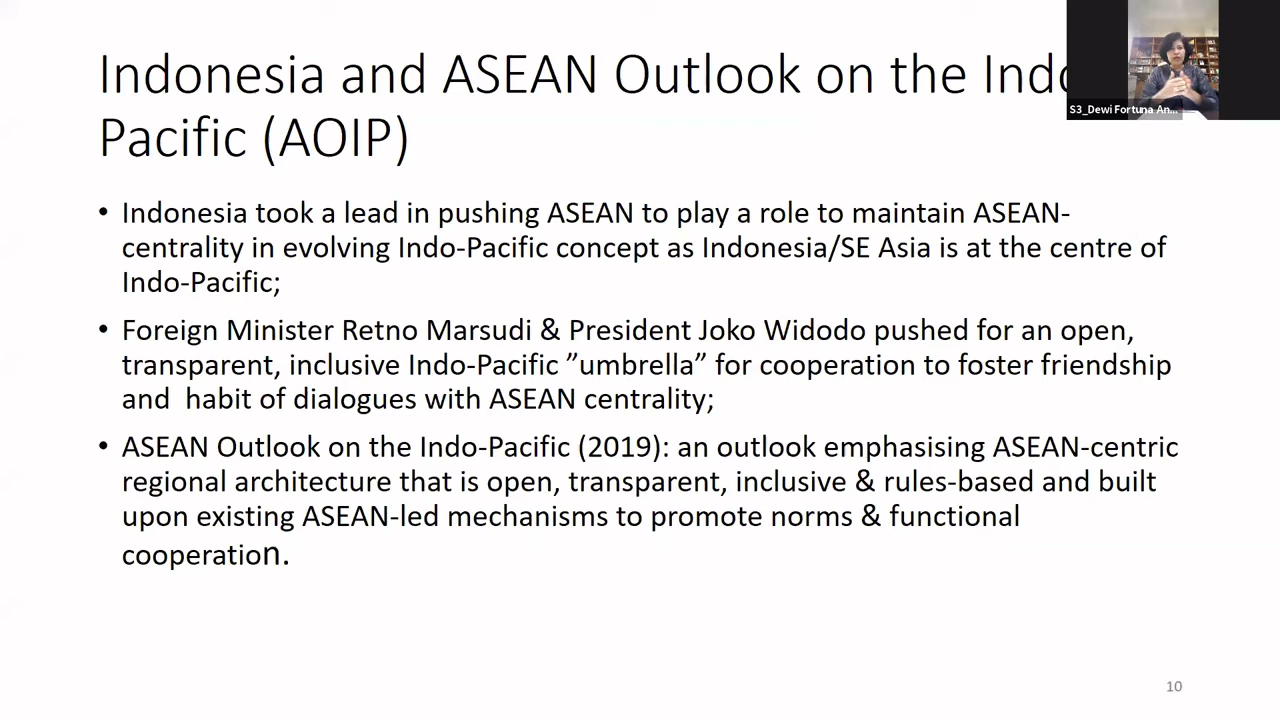 Indonesia and ASEAN Outlook on the Indo
Pacific (AOIP)
S3_Dewi Fortuna An...
• Indonesia took a lead in pushing ASEAN to play a role to maintain ASEAN-
centrality in evolving Indo-Pacific concept as Indonesia/SE Asia is at the centre of
Indo-Pacific;
• Foreign Minister Retno Marsudi & President Joko Widodo pushed for an open,
transparent, inclusive Indo-Pacific ”umbrella” for cooperation to foster friendship
and  habit of dialogues with ASEAN centrality;
• ASEAN Outlook on the Indo-Pacific (2019): an outlook emphasising ASEAN-centric
regional architecture that is open, transparent, inclusive & rules-based and built
upon existing ASEAN-led mechanisms to promote norms & functional
cooperation.
10